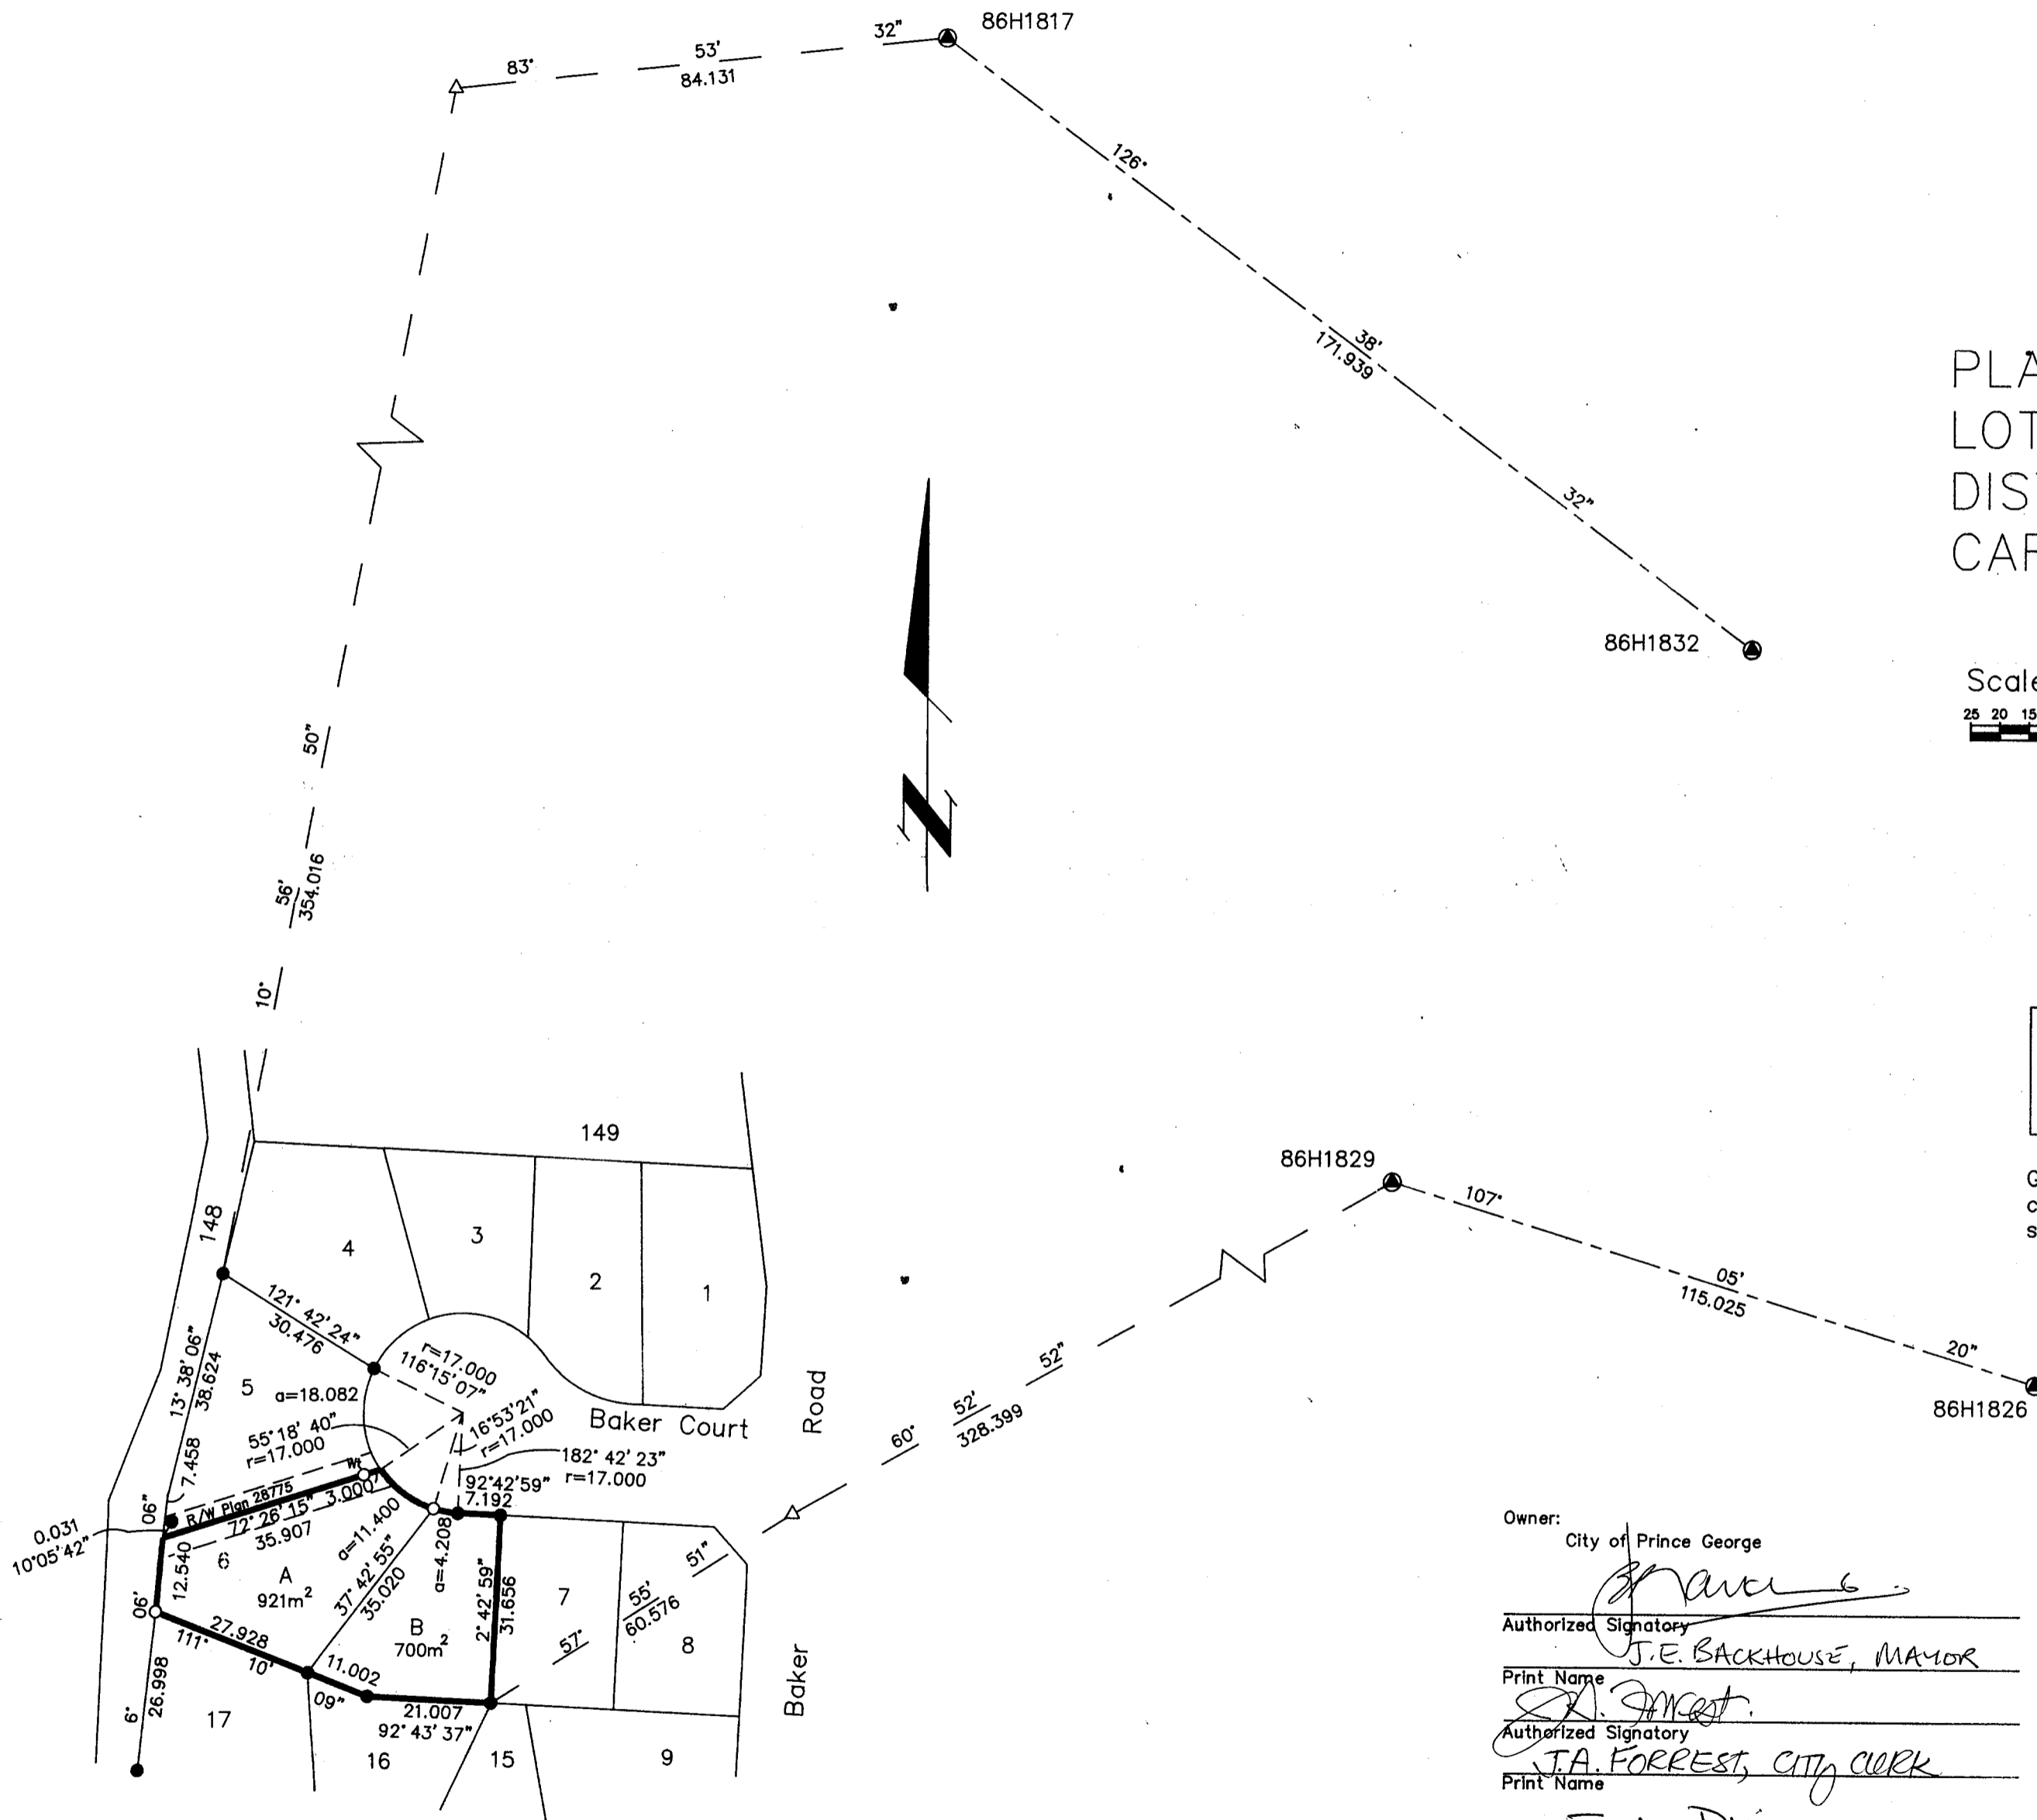 86H1817
83° 53' 32"
84.131
126° 38' 32"
171.939
86H1832
PLA
LOT
DIS
CAR
Scale
25 20 15
10° 56' 50"
354.016
149
148
4
3
2
1
86H1829
107° 05' 20"
115.025
86H1826
60° 52' 52"
328.399
121° 42' 24"
30.476
13° 38' 06"
38.624
5
a=18.082
r=17.000
116°15'07"
16°53'21"
r=17.000
Baker Court
Road
Baker
55°18' 40"
r=17.000
182° 42' 23"
r=17.000
92°42'59"
7.192
7.458
Wt
R/W Plan 28775
3.000
72°26'15"
35.907
0.031
10°05'42"
6° 06' 06"
12.540
26.998
6
A
921m²
a=11.400
a=4.208
37° 42' 55"
35.020
B
700m²
2° 42' 59"
31.656
7
8
57° 55' 51"
60.576
27.928
111° 10' 09"
11.002
21.007
92° 43' 37"
17
16
15
9
G
c
s
Owner:
City of Prince George
Authorized Signatory
J.E. BACKHOUSE, MAYOR
Print Name
Authorized Signatory
J.A. FORREST, CITY CLERK
Print Name